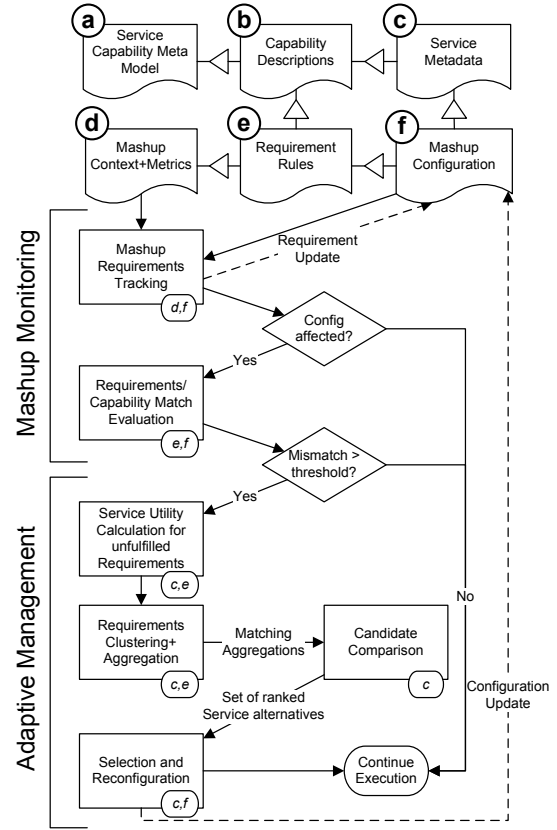 a
Service
Capability Meta
Model
b
Capability
Descriptions
c
Service
Metadata
d
Mashup
Context+Metrics
e
Requirement
Rules
f
Mashup
Configuration
Mashup Monitoring
Mashup
Requirements
Tracking
d,f
Requirement
Update
Config
affected?
Yes
Requirements/
Capability Match
Evaluation
e,f
Mismatch >
threshold?
Yes
Adaptive Management
Service Utility
Calculation for
unfulfilled
Requirements
c,e
No
Requirements
Clustering+
Aggregation
c,e
Matching
Aggregations
Candidate
Comparison
c
Configuration
Update
Set of ranked
Service alternatives
Selection and
Reconfiguration
c,f
Continue
Execution